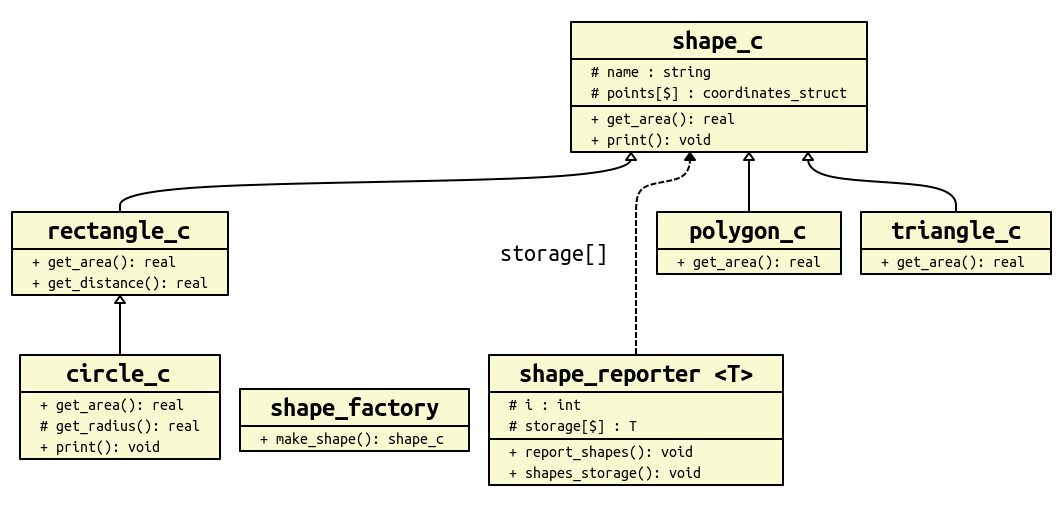 shape_c
# name : string
# points[$] : coordinates_struct
+ get_area(): real
+ print(): void
rectangle_c
+ get_area(): real
+ get_distance(): real
storage[]
polygon_c
+ get_area(): real
triangle_c
+ get_area(): real
circle_c
+ get_area(): real
# get_radius(): real
+ print(): void
shape_factory
+ make_shape(): shape_c
shape_reporter <T>
# i : int
# storage[$] : T
+ report_shapes(): void
+ shapes_storage(): void